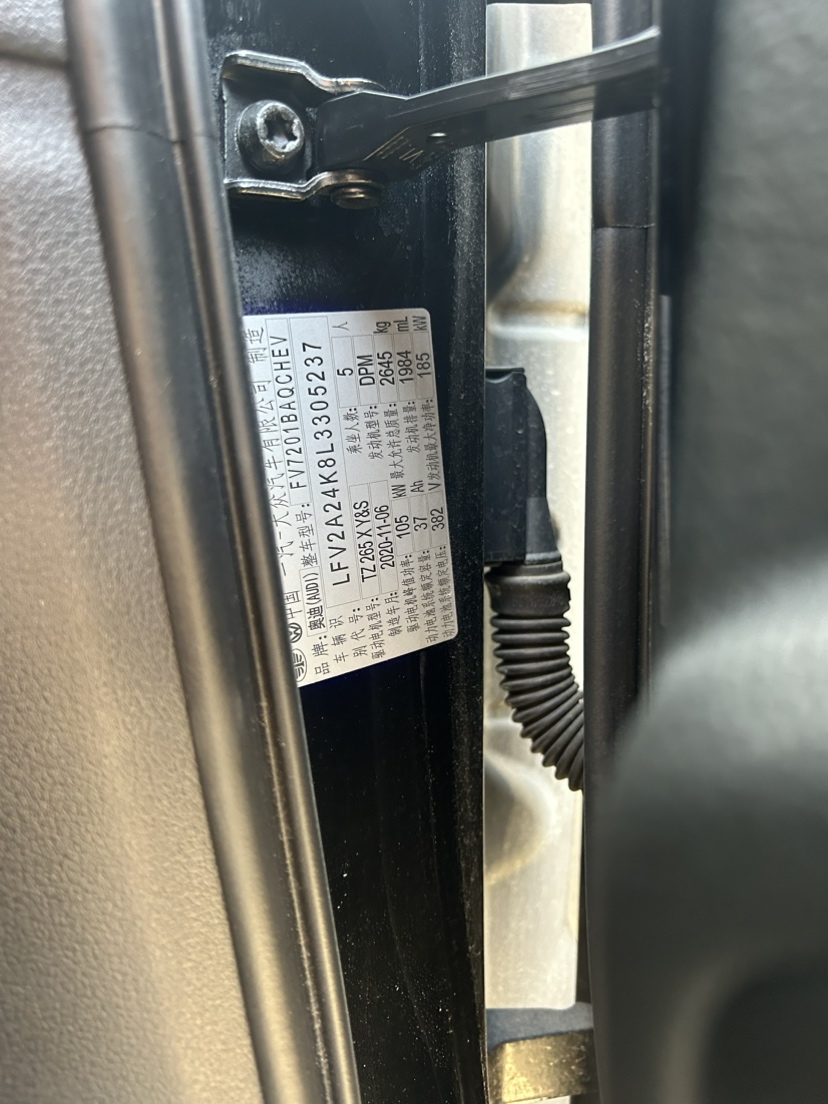 中国 一汽-大众汽车有限公司 制造
品牌: 奥迪(AUDI) 整车型号: FV7201BAQCHEV
车辆识别代号: LFV2A24K8L3305237
驱动电机型号: TZ 265 X Y&S 乘坐人数: 5 人
制造年月: 2020-11-06 发动机型号: DPM
驱动电机峰值功率: 105 kW 最大允许总质量: 2645 kg
动力电池系统额定容量: 37 Ah 发动机排量: 1984 mL
动力电池系统额定电压: 382 V 发动机最大净功率: 185 kW